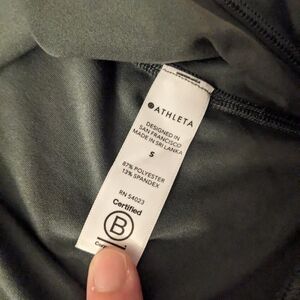 ATHLETA
DESIGNED IN
SAN FRANCISCO
MADE IN SRI LANKA
S
87% POLYESTER
13% SPANDEX
RN 54023
Certified
B